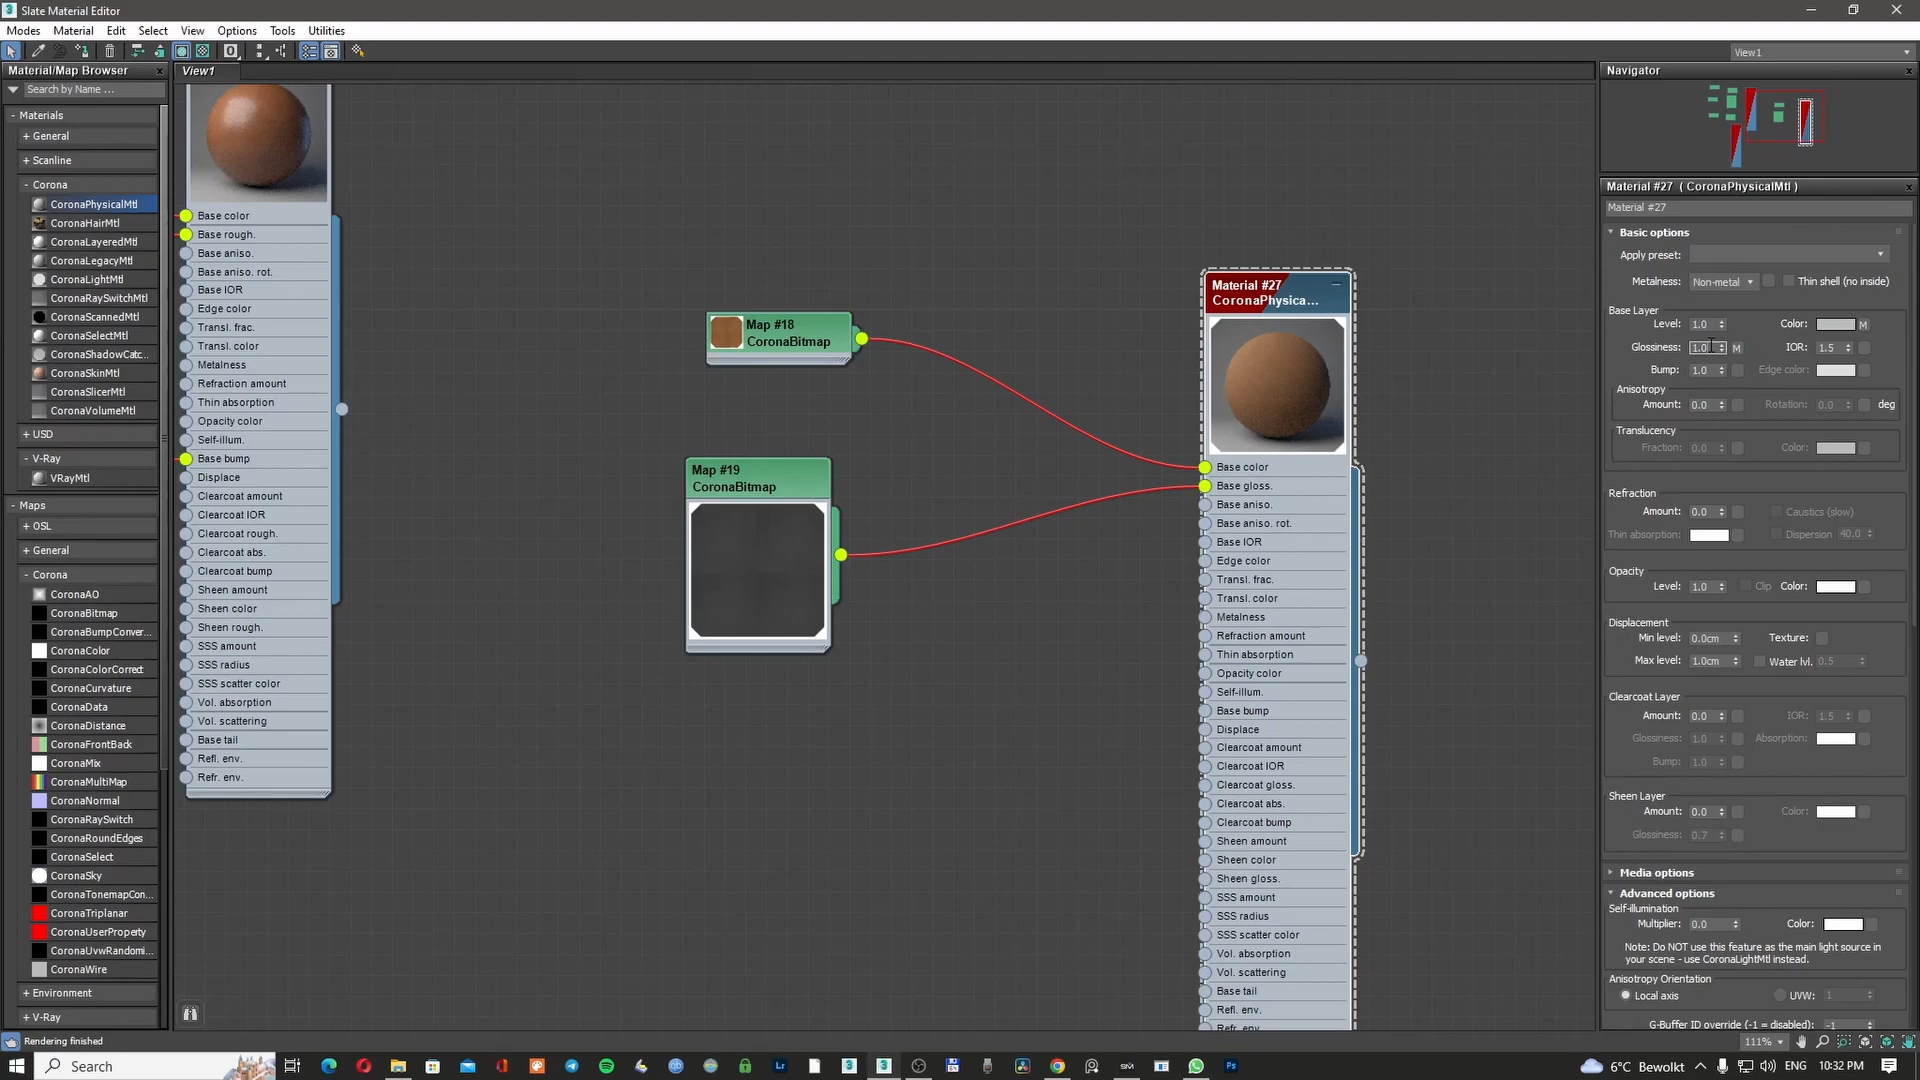 Slate Material Editor
Modes Material Edit Select View Options Tools Utilities
View1
Material/Map Browser
Search by Name ...
- Materials
+ General
+ Scanline
- Corona
CoronaPhysicalMtl
CoronaHairMtl
CoronaLayeredMtl
CoronaLegacyMtl
CoronaLightMtl
CoronaRaySwitchMtl
CoronaScannedMtl
CoronaSelectMtl
CoronaShadowCatc...
CoronaSkinMtl
CoronaSlicerMtl
CoronaVolumeMtl
+ USD
- V-Ray
VRayMtl
- Maps
+ OSL
+ General
- Corona
CoronaAO
CoronaBitmap
CoronaBumpConver...
CoronaColor
CoronaColorCorrect
CoronaCurvature
CoronaData
CoronaDistance
CoronaFrontBack
CoronaMix
CoronaMultiMap
CoronaNormal
CoronaRaySwitch
CoronaRoundEdges
CoronaSelect
CoronaSky
CoronaTonemapCon...
CoronaTriplanar
CoronaUserProperty
CoronaUvwRandomi...
CoronaWire
+ Environment
+ V-Ray
View1
Base color
Base rough.
Base aniso.
Base aniso. rot.
Base IOR
Edge color
Transl. frac.
Transl. color
Metalness
Refraction amount
Thin absorption
Opacity color
Self-illum.
Base bump
Displace
Clearcoat amount
Clearcoat IOR
Clearcoat rough.
Clearcoat abs.
Clearcoat bump
Sheen amount
Sheen color
Sheen rough.
SSS amount
SSS radius
SSS scatter color
Vol. absorption
Vol. scattering
Base tail
Refl. env.
Refr. env.
Map #18
CoronaBitmap
Map #19
CoronaBitmap
Material #27
CoronaPhysica...
Base color
Base gloss.
Base aniso.
Base aniso. rot.
Base IOR
Edge color
Transl. frac.
Transl. color
Metalness
Refraction amount
Thin absorption
Opacity color
Self-illum.
Base bump
Displace
Clearcoat amount
Clearcoat IOR
Clearcoat gloss.
Clearcoat abs.
Clearcoat bump
Sheen amount
Sheen color
Sheen gloss.
SSS amount
SSS radius
SSS scatter color
Vol. absorption
Vol. scattering
Base tail
Refl. env.
Refr. env.
Navigator
Material #27 ( CoronaPhysicalMtl )
Material #27
Basic options
Apply preset:
Metalness: Non-metal Thin shell (no inside)
Base Layer
Level: 1.0 Color: M
Glossiness: 1.0 M IOR: 1.5
Bump: 1.0 Edge color:
Anisotropy
Amount: 0.0 Rotation: 0.0 deg
Translucency
Fraction: 0.0 Color:
Refraction
Amount: 0.0 Caustics (slow)
Thin absorption: Dispersion 40.0
Opacity
Level: 1.0 Clip Color:
Displacement
Min level: 0.0cm Texture:
Max level: 1.0cm Water lvl. 0.5
Clearcoat Layer
Amount: 0.0 IOR: 1.5
Glossiness: 1.0 Absorption:
Bump: 1.0
Sheen Layer
Amount: 0.0 Color:
Glossiness: 0.7
Media options
Advanced options
Self-illumination
Multiplier: 0.0 Color:
Note: Do NOT use this feature as the main light source in
your scene - use CoronaLightMtl instead.
Anisotropy Orientation
Local axis UVW: 1
G-Buffer ID override (-1 = disabled): -1
Rendering finished
111%
Search
6°C Bewolkt ENG 10:32 PM